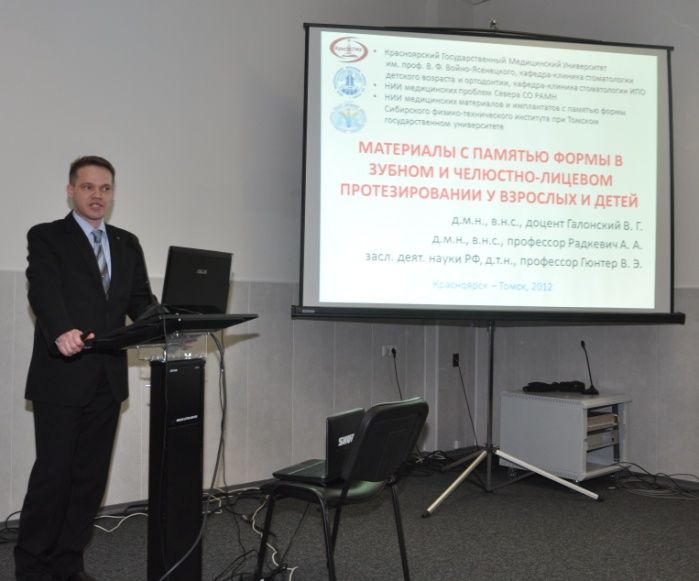 Красноярский Государственный Медицинский Университет
им. проф. В. Ф. Войно-Ясенецкого, кафедра-клиника стоматологии
детского возраста и ортодонтии, кафедра-клиника стоматологии ИПО
НИИ медицинских проблем Севера СО РАМН
НИИ медицинских материалов и имплантатов с памятью формы
Сибирского физико-технического института при Томском
государственном университете
МАТЕРИАЛЫ С ПАМЯТЬЮ ФОРМЫ В
ЗУБНОМ И ЧЕЛЮСТНО-ЛИЦЕВОМ
ПРОТЕЗИРОВАНИИ У ВЗРОСЛЫХ И ДЕТЕЙ
д.м.н., в.н.с., доцент Галонский В. Г.
д.м.н., в.н.с., профессор Радкевич А. А.
засл. деят. науки РФ, д.т.н., профессор Гюнтер В. Э.
Красноярск – Томск, 2012
ASUS
SHURE